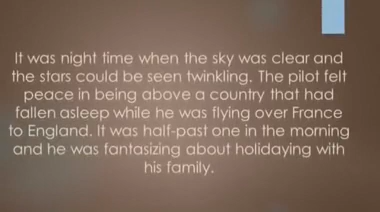 It was night time when the sky was clear and
the stars could be seen twinkling. The pilot felt
peace in being above a country that had
fallen asleep while he was flying over France
to England. It was half-past one in the morning
and he was fantasizing about holidaying with
his family.